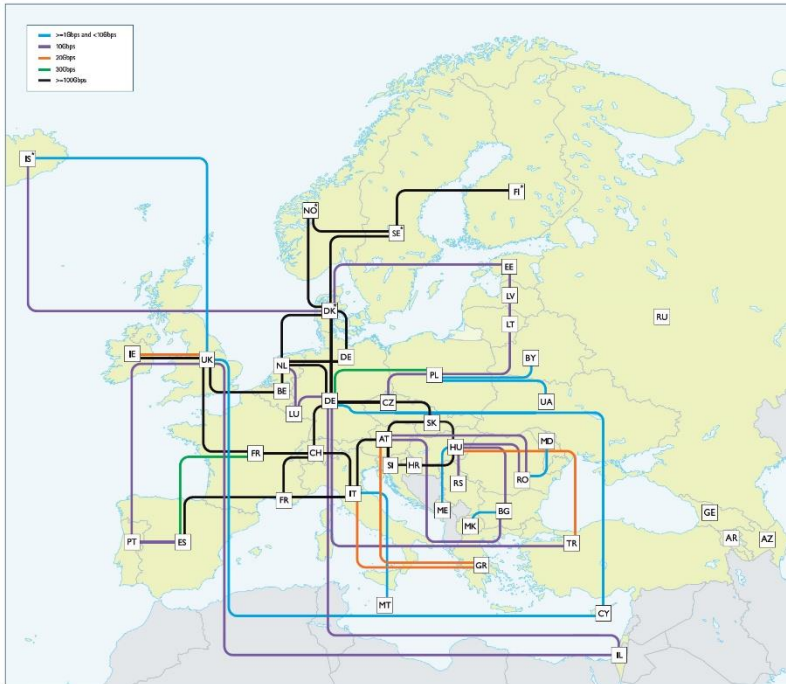 >=1Gbps and <10Gbps
10Gbps
20Gbps
30Gbps
>=100Gbps
IS*
FI*
NO*
SE*
EE
LV
DK*
RU
LT
IE
UK
DE
BY
NL
PL
BE
LU
DE
CZ
UA
SK
AT
HU
MD
FR
CH
SI
HR
RS
RO
FR
IT
ME
BG
GE
MK
PT
ES
TR
AR
AZ
GR
MT
CY
IL